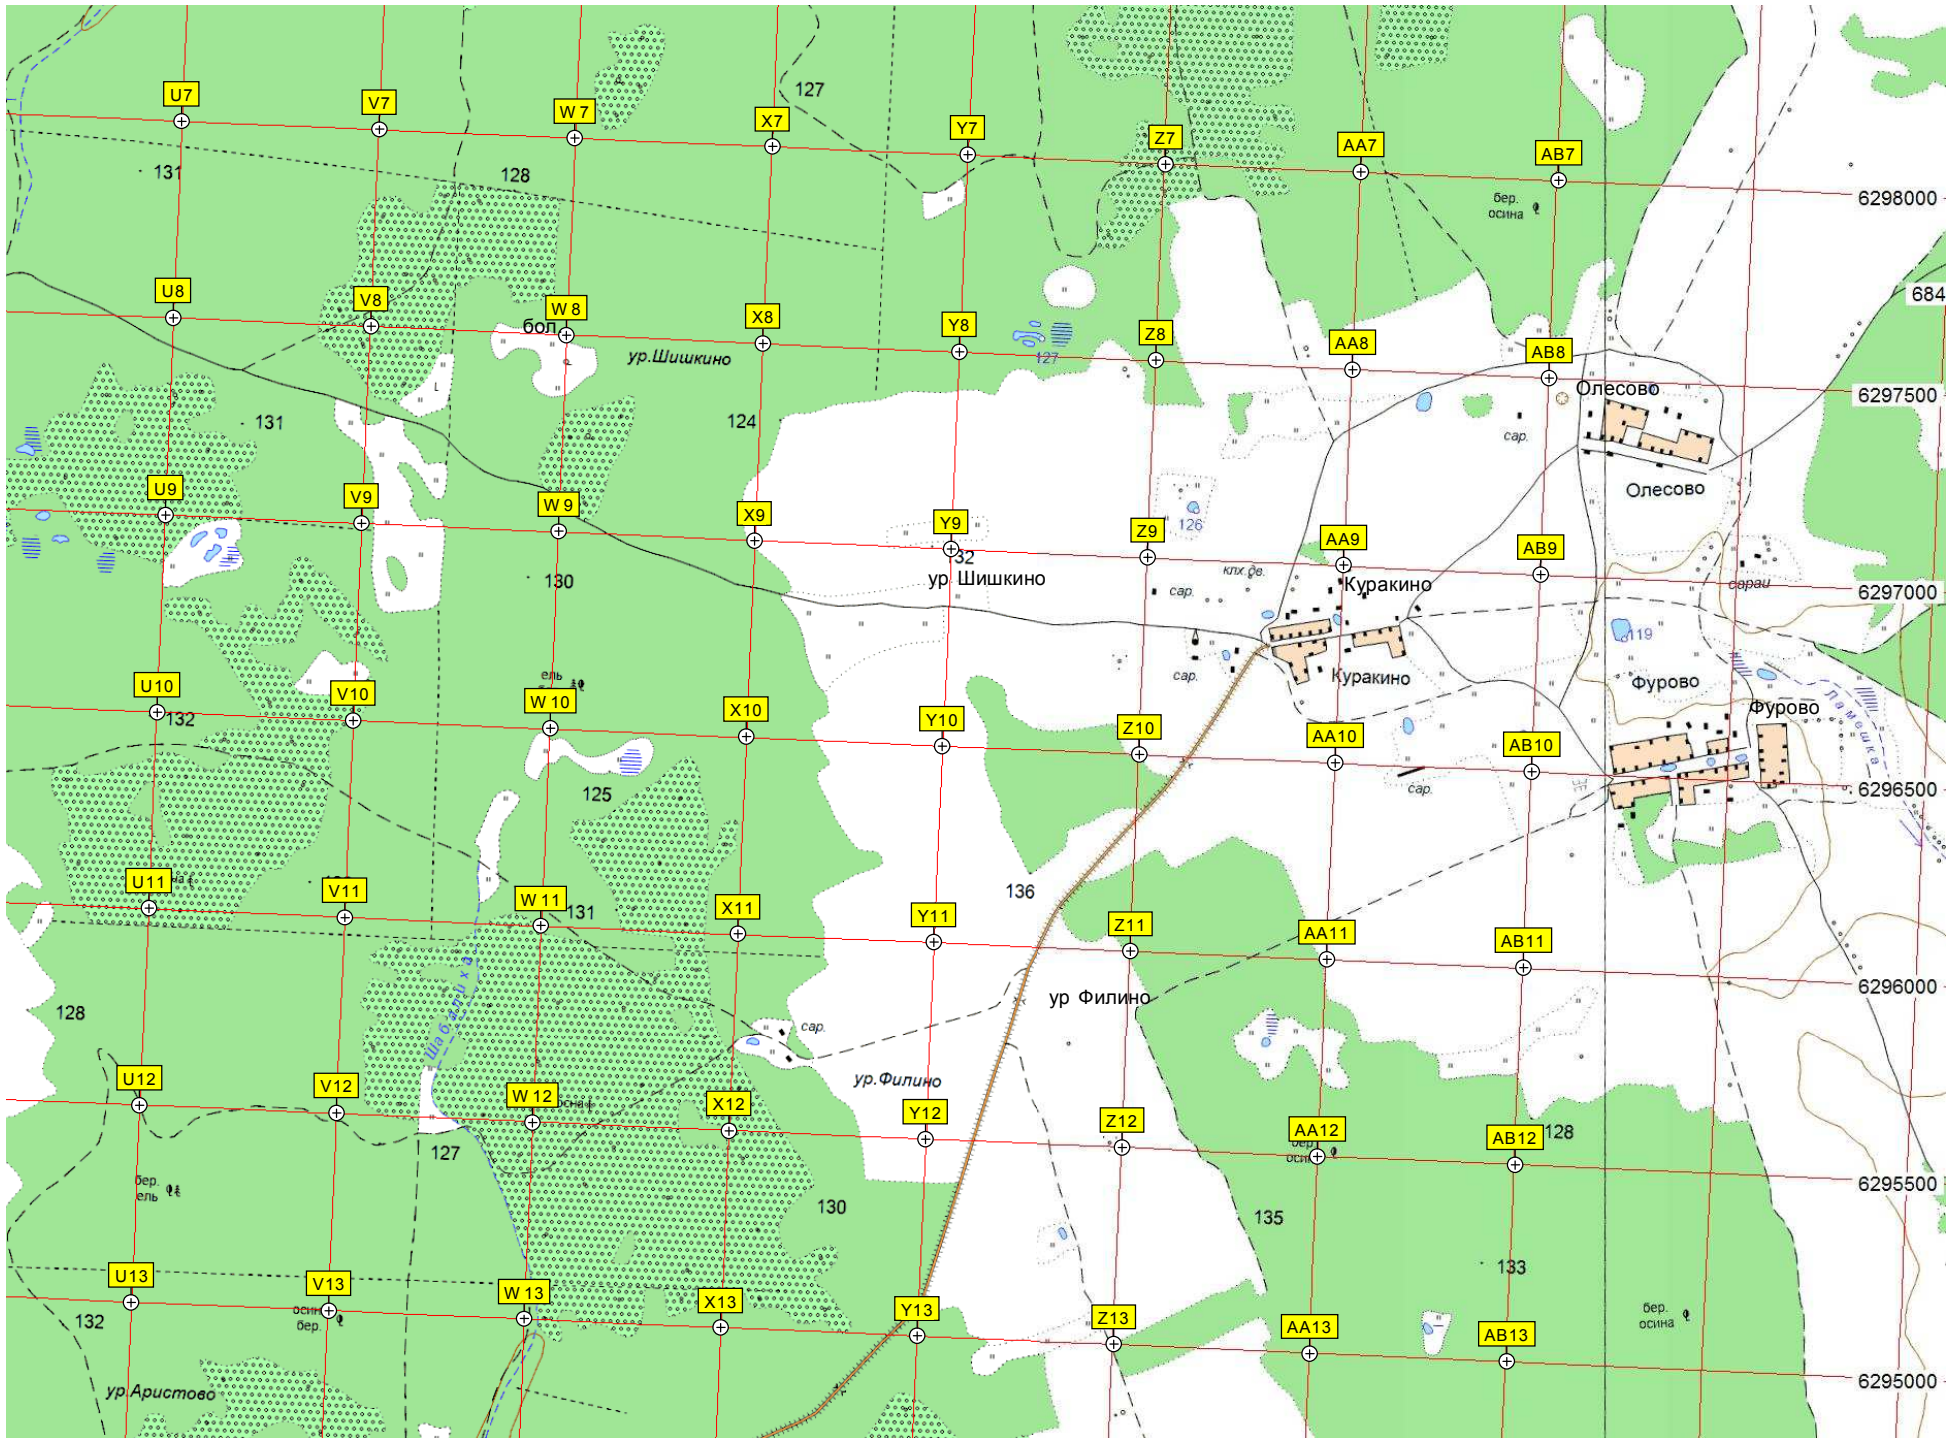 127
U7
V7
W 7
X7
Y7
Z7
AA7
AB7
131
128
бер.
осина
6298000
U8
V8
W 8
X8
Y8
Z8
AA8
AB8
684
бол.
ур.Шишкино
127
Олесово
6297500
131
124
сар.
Олесово
U9
V9
W 9
X9
Y9
Z9
AA9
AB9
126
132
130
ур Шишкино
клх.дв.
Куракино
сараи
6297000
сар.
119
ель
сар.
Куракино
Фурово
Фурово
Ламешка
U10
V10
W 10
X10
Y10
Z10
AA10
AB10
132
125
сар.
6296500
136
U11
V11
W 11
X11
Y11
Z11
AA11
AB11
131
Шабаниха
128
ур Филино
6296000
сар.
ур.Филино
U12
V12
W 12
X12
Y12
Z12
AA12
AB12
128
127
бер.
осин
бер.
ель
6295500
130
135
133
U13
V13
W 13
X13
Y13
Z13
AA13
AB13
132
осин
бер.
бер.
осина
6295000
ур.Аристово